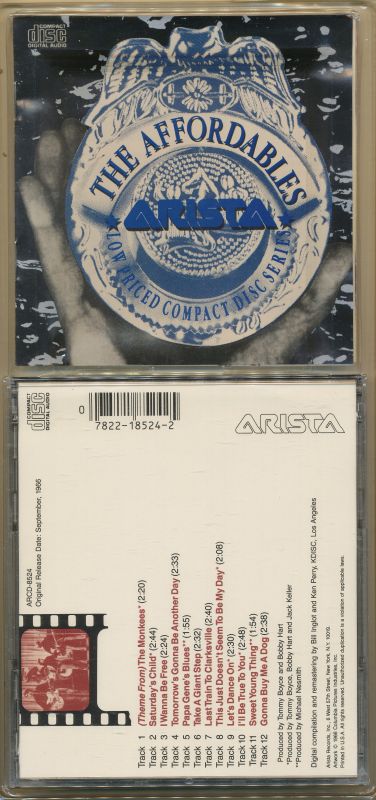 COMPACT
disc
DIGITAL AUDIO
THE AFFORDABLES
ARISTA
LOW PRICED COMPACT DISC SERIES
COMPACT
disc
DIGITAL AUDIO
0
7822-18524-2
ARISTA
ARCD-8524
Original Release Date: September, 1966
Track 1 (Theme From) The Monkees* (2:20)
Track 2 Saturday's Child* (2:44)
Track 3 I Wanna Be Free* (2:24)
Track 4 Tomorrow's Gonna Be Another Day (2:33)
Track 5 Papa Gene's Blues** (1:55)
Track 6 Take A Giant Step (2:32)
Track 7 Last Train To Clarksville (2:40)
Track 8 This Just Doesn't Seem To Be My Day* (2:08)
Track 9 Let's Dance On* (2:30)
Track 10 I'll Be True To You* (2:48)
Track 11 Sweet Young Thing** (1:54)
Track 12 Gonna Buy Me A Dog (2:38)
Produced by Tommy Boyce and Bobby Hart
*Produced by Tommy Boyce, Bobby Hart and Jack Keller
**Produced by Michael Nesmith
Digital compilation and remastering by Bill Inglot and Ken Perry, KDISC, Los Angeles
Arista Records, Inc., 6 West 57th Street, New York, N.Y. 10019.
Printed in U.S.A. All rights reserved. Unauthorized duplication is a violation of applicable laws.